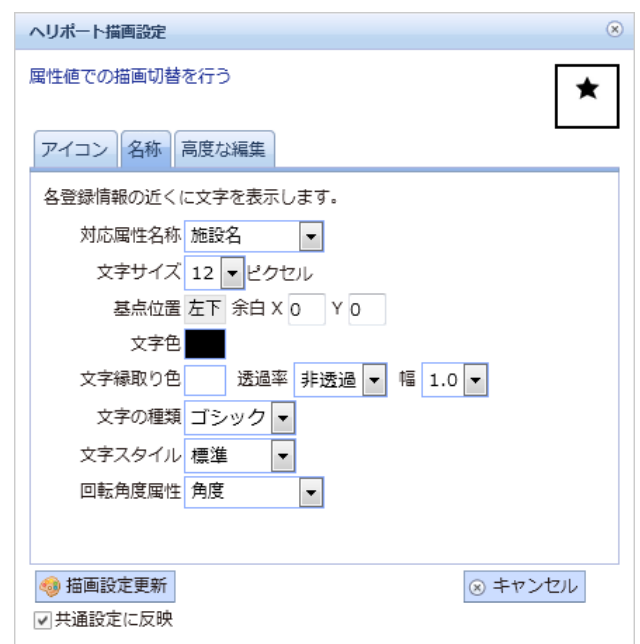 ヘリポート描画設定
属性値での描画切替を行う
アイコン 名称 高度な編集
各登録情報の近くに文字を表示します。
対応属性名称 施設名
文字サイズ 12 ピクセル
基点位置 左下 余白 X 0 Y 0
文字色
文字縁取り色 透過率 非透過 幅 1.0
文字の種類 ゴシック
文字スタイル 標準
回転角度属性 角度
描画設定更新 キャンセル
共通設定に反映